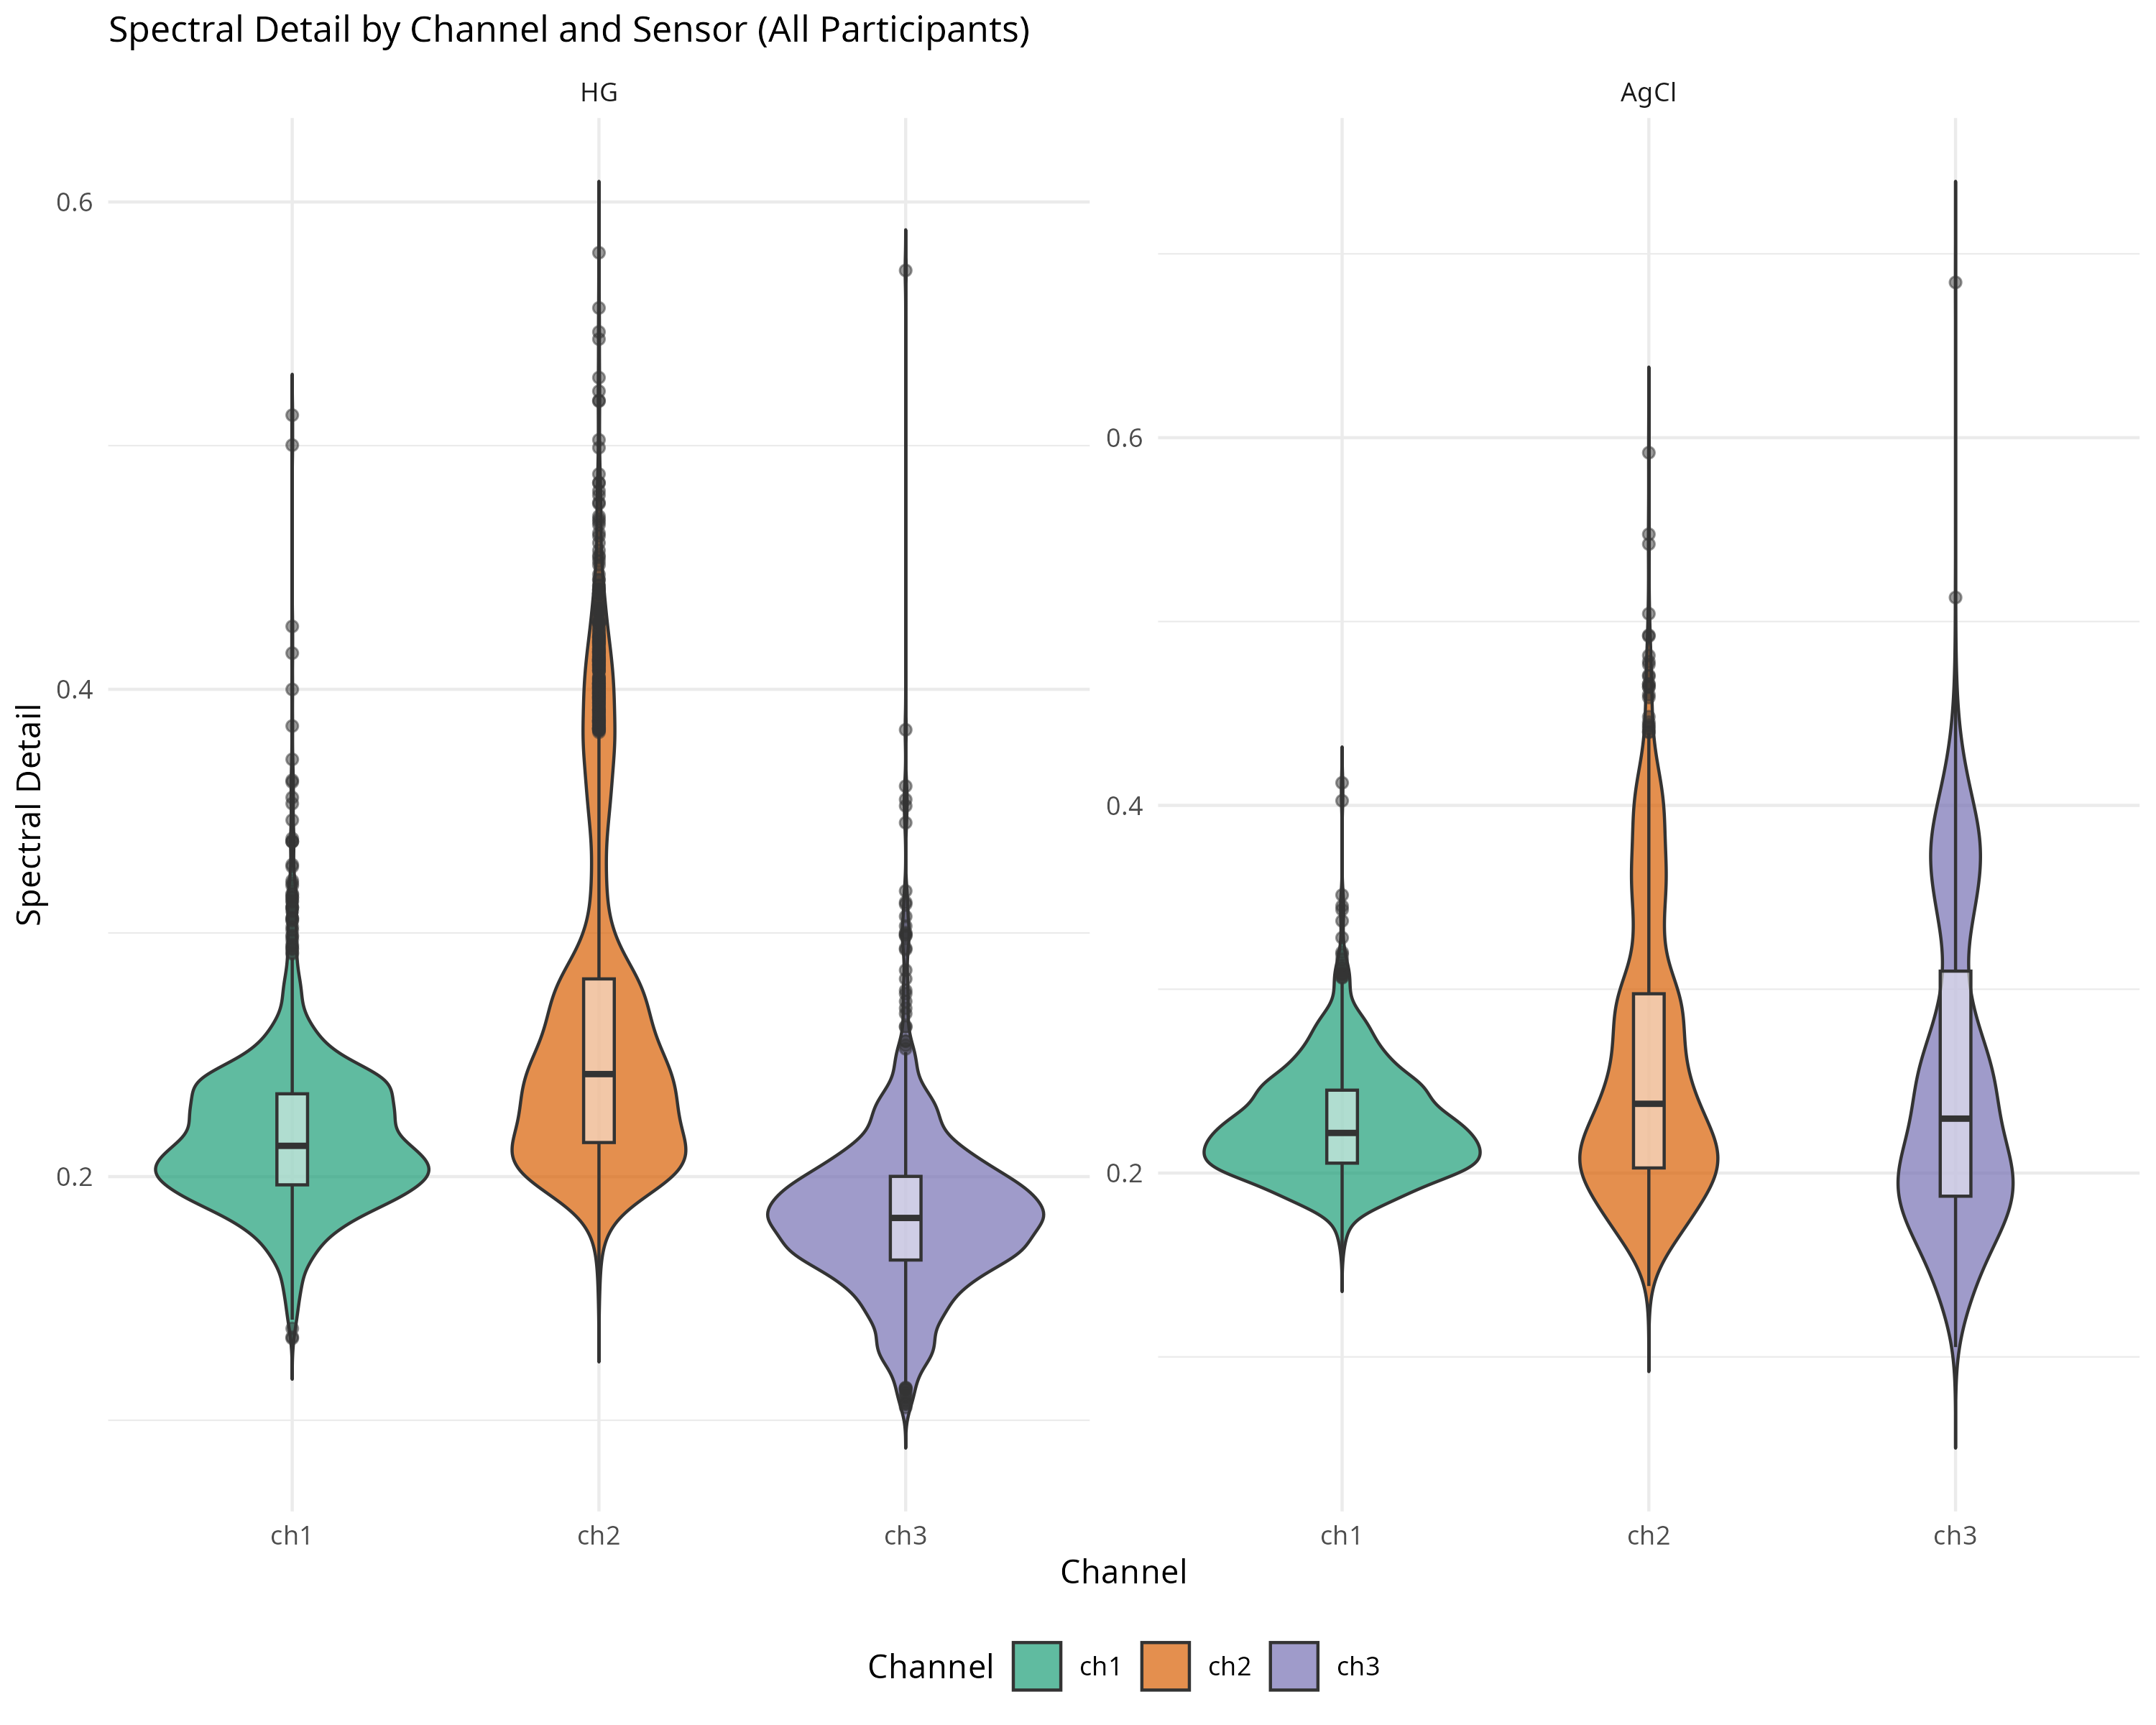 Spectral Detail by Channel and Sensor (All Participants)
HG
AgCl
0.6
0.4
0.2
0.6
0.4
0.2
Spectral Detail
ch1 ch2 ch3
ch1 ch2 ch3
Channel
Channel ch1 ch2 ch3